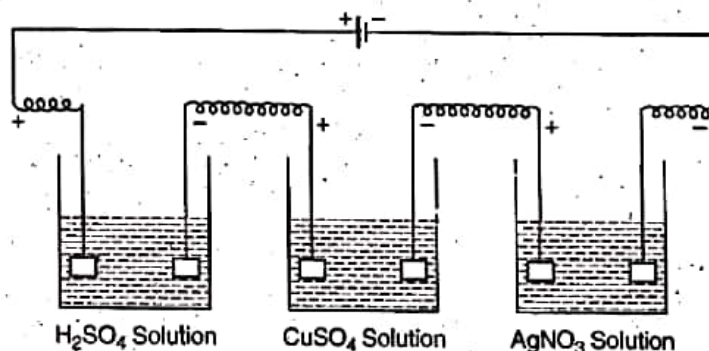 + −
+ − + − + −
H₂SO₄ Solution CuSO₄ Solution AgNO₃ Solution